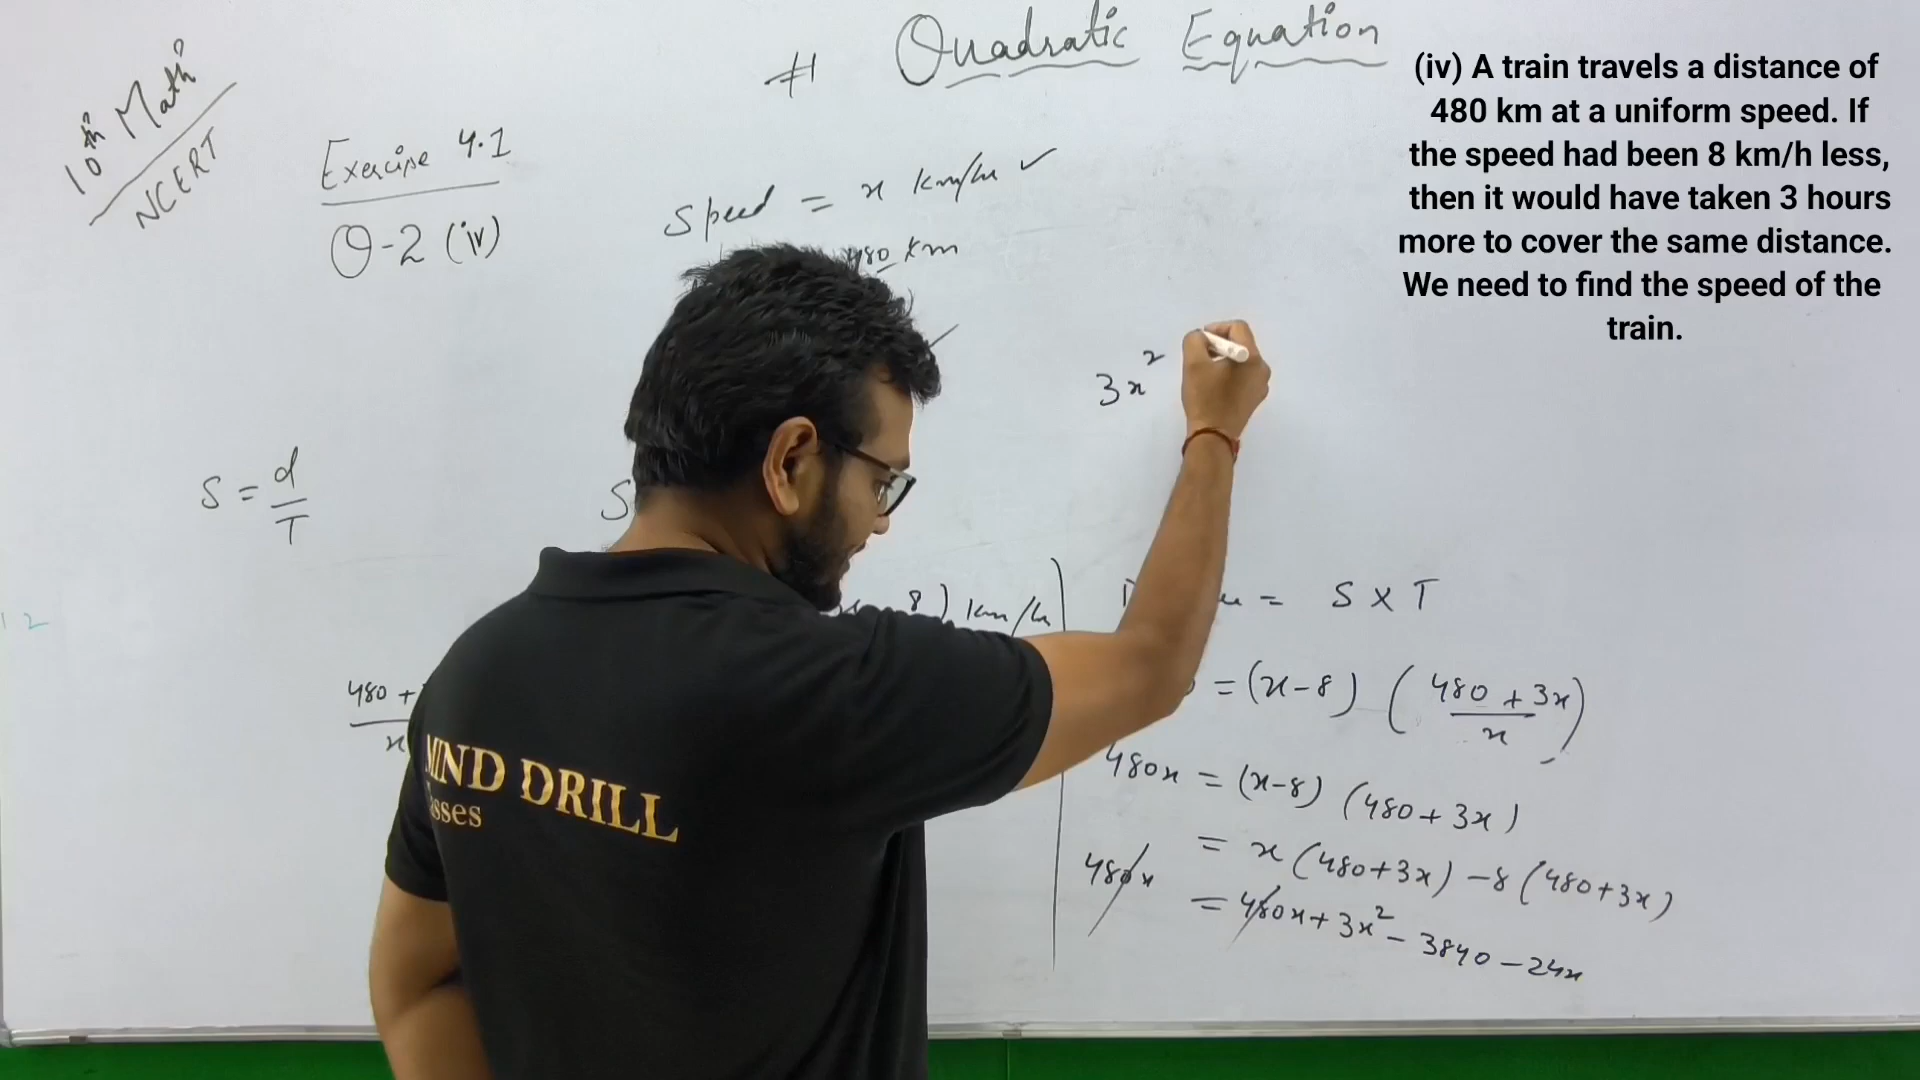 # Quadratic Equation
10th Math
NCERT
Exercise 4.1
Q-2 (iv)
Speed = x km/hr ✓
480 km
(iv) A train travels a distance of
480 km at a uniform speed. If
the speed had been 8 km/h less,
then it would have taken 3 hours
more to cover the same distance.
We need to find the speed of the
train.
3x²
S = d/T
S
8) km/h
= S × T
12
480 +
x
= (x-8) (480 + 3x / x)
480x = (x-8) (480 + 3x)
= x (480+3x) - 8 (480+3x)
480x = 480x + 3x² - 3840 - 24x
MIND DRILL
sses